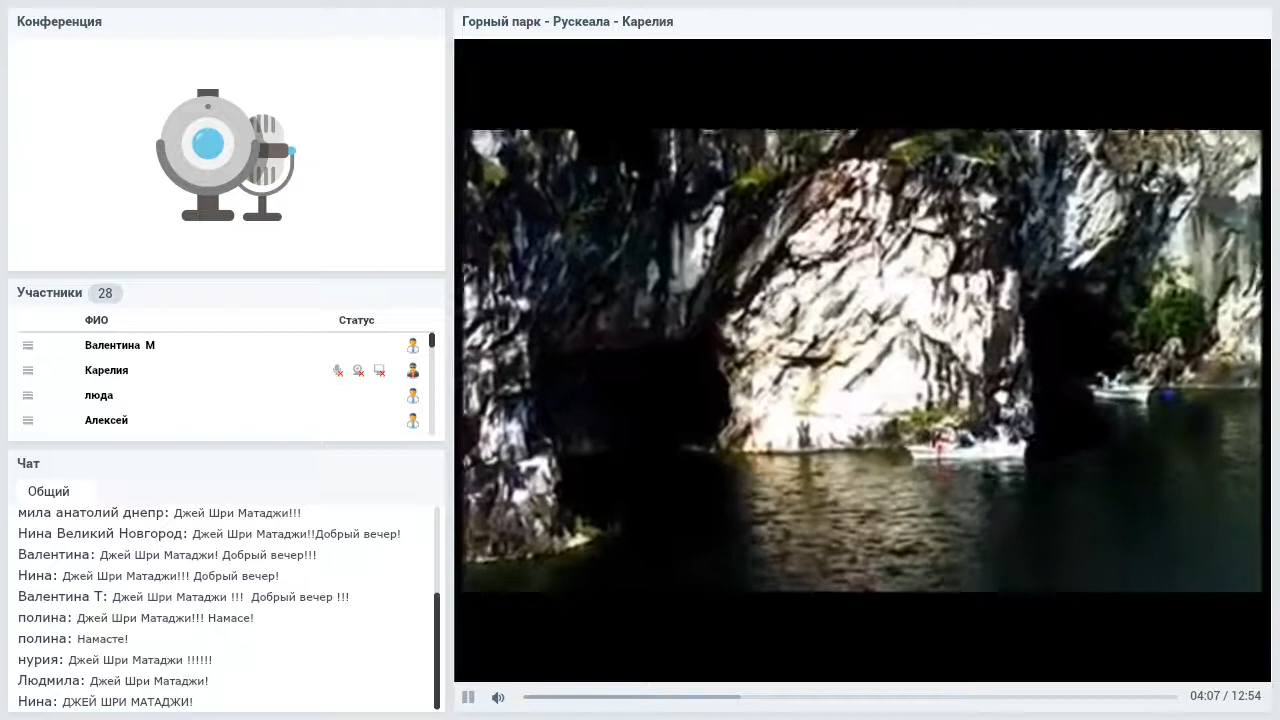 Конференция
Горный парк - Рускеала - Карелия
Участники 28
ФИО Статус
Валентина М
Карелия
люда
Алексей
Чат
Общий
мила анатолий днепр: Джей Шри Матаджи!!!
Нина Великий Новгород: Джей Шри Матаджи!!Добрый вечер!
Валентина: Джей Шри Матаджи! Добрый вечер!!!
Нина: Джей Шри Матаджи!!! Добрый вечер!
Валентина Т: Джей Шри Матаджи !!! Добрый вечер !!!
полина: Джей Шри Матаджи!!! Намасе!
полина: Намасте!
нурия: Джей Шри Матаджи !!!!!!
Людмила: Джей Шри Матаджи!
Нина: ДЖЕЙ ШРИ МАТАДЖИ!
04:07 / 12:54